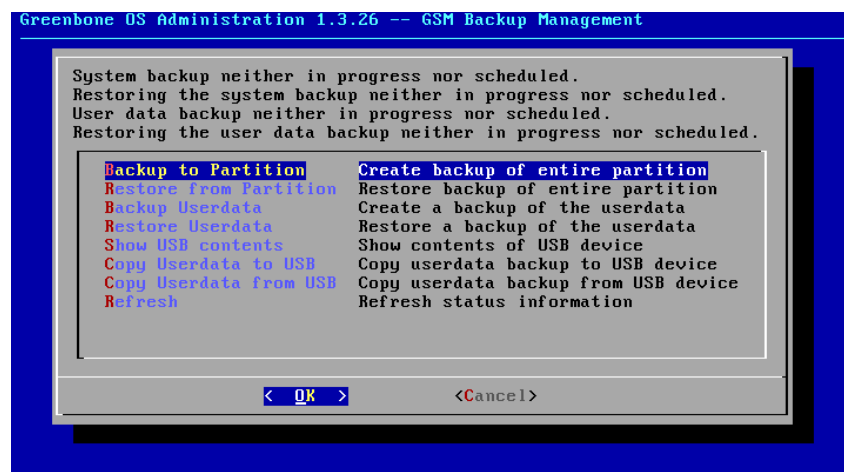 Greenbone OS Administration 1.3.26 -- GSM Backup Management
System backup neither in progress nor scheduled.
Restoring the system backup neither in progress nor scheduled.
User data backup neither in progress nor scheduled.
Restoring the user data backup neither in progress nor scheduled.
Backup to Partition Create backup of entire partition
Restore from Partition Restore backup of entire partition
Backup Userdata Create a backup of the userdata
Restore Userdata Restore a backup of the userdata
Show USB contents Show contents of USB device
Copy Userdata to USB Copy userdata backup to USB device
Copy Userdata from USB Copy userdata backup from USB device
Refresh Refresh status information
< OK > <Cancel>